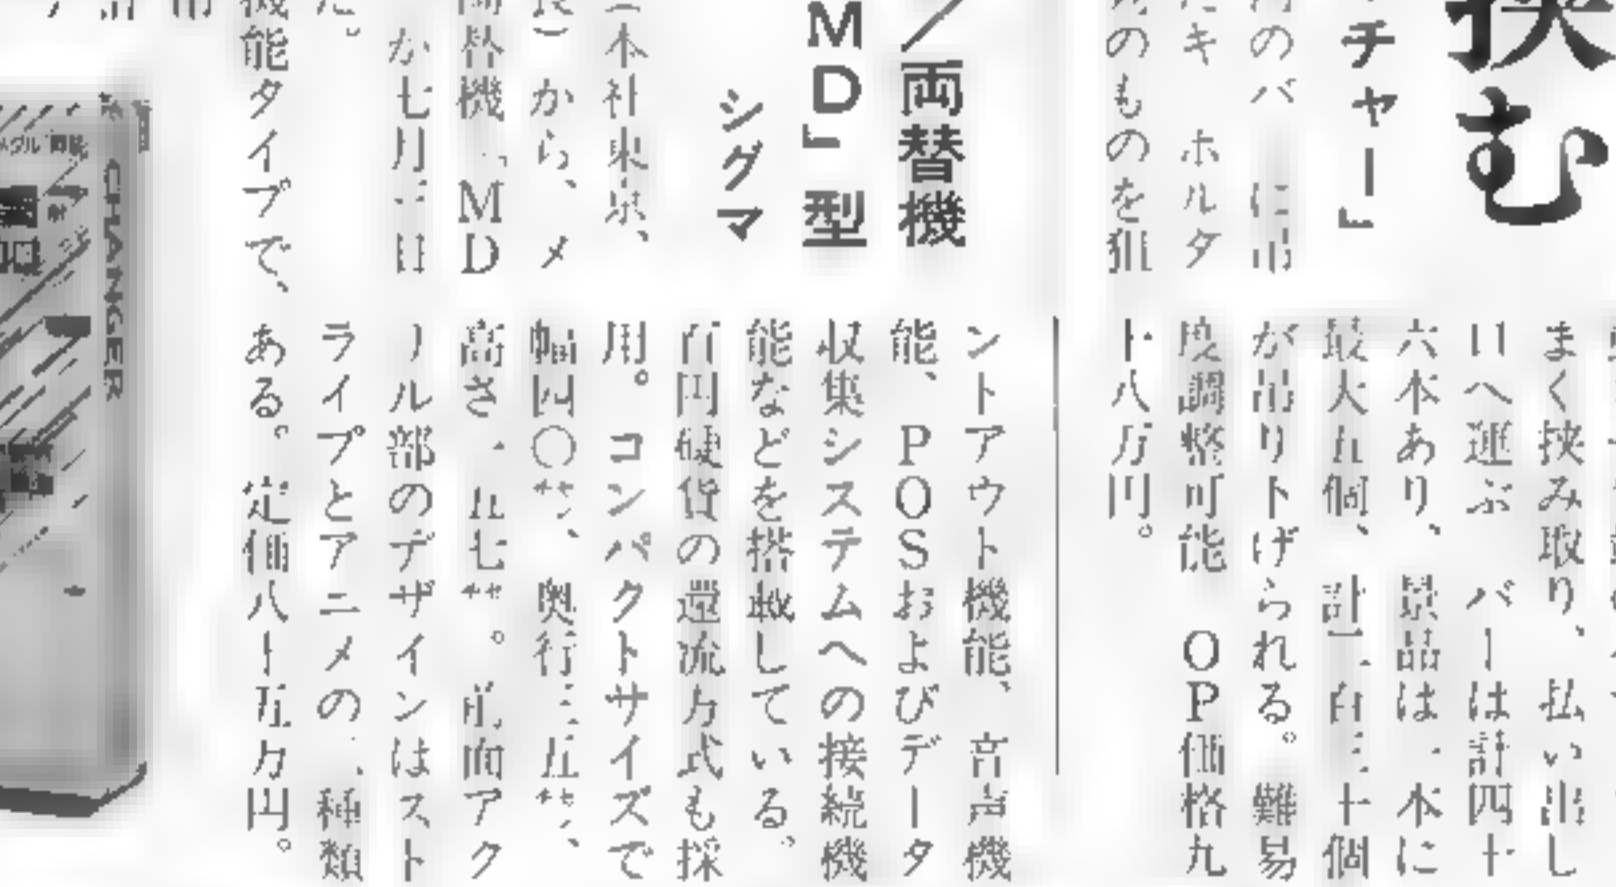 挟む
チャー」
のバ
キ ホルタ
のものを狙
まく挟み取り、払い出し
口へ運ぶ バーは計四十
六本あり、景品は一本に
最大五個、計二百三十個
が吊り下げられる。難易
度調整可能 OP価格九
十八万円。
／両替機
MD」型
シグマ
本社東京、
から、メ
両替機「MD
が七月
機能タイプで、
ントアウト機能、音声機
能、POSおよびデータ
収集システムへの接続機
能などを搭載している。
百円硬貨の還流方式も採
用。コンパクトサイズで
幅四〇㌢、奥行三五㌢、
高さ一五七㌢。前面アク
リル部のデザインはスト
ライプとアニメの二種類
ある。定価八十五万円。
メダル
CHANGER